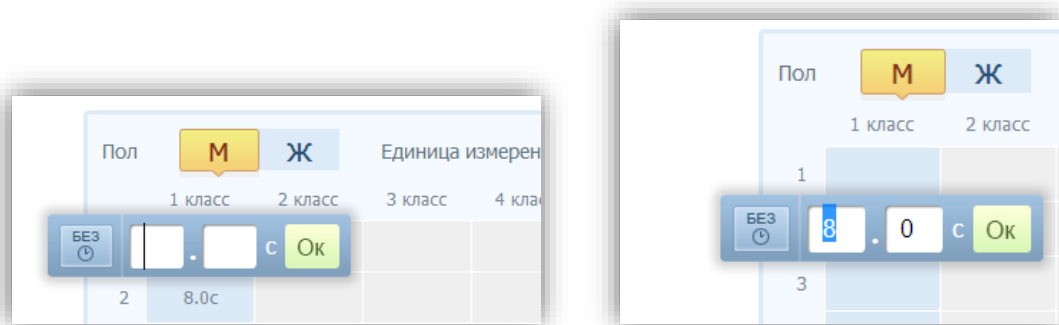 Пол М Ж Единица измерен
1 класс 2 класс 3 класс 4 клас
БЕЗ . с Ок
2 8.0с
Пол М Ж
1 класс 2 класс
1
БЕЗ 8 . 0 с Ок
3